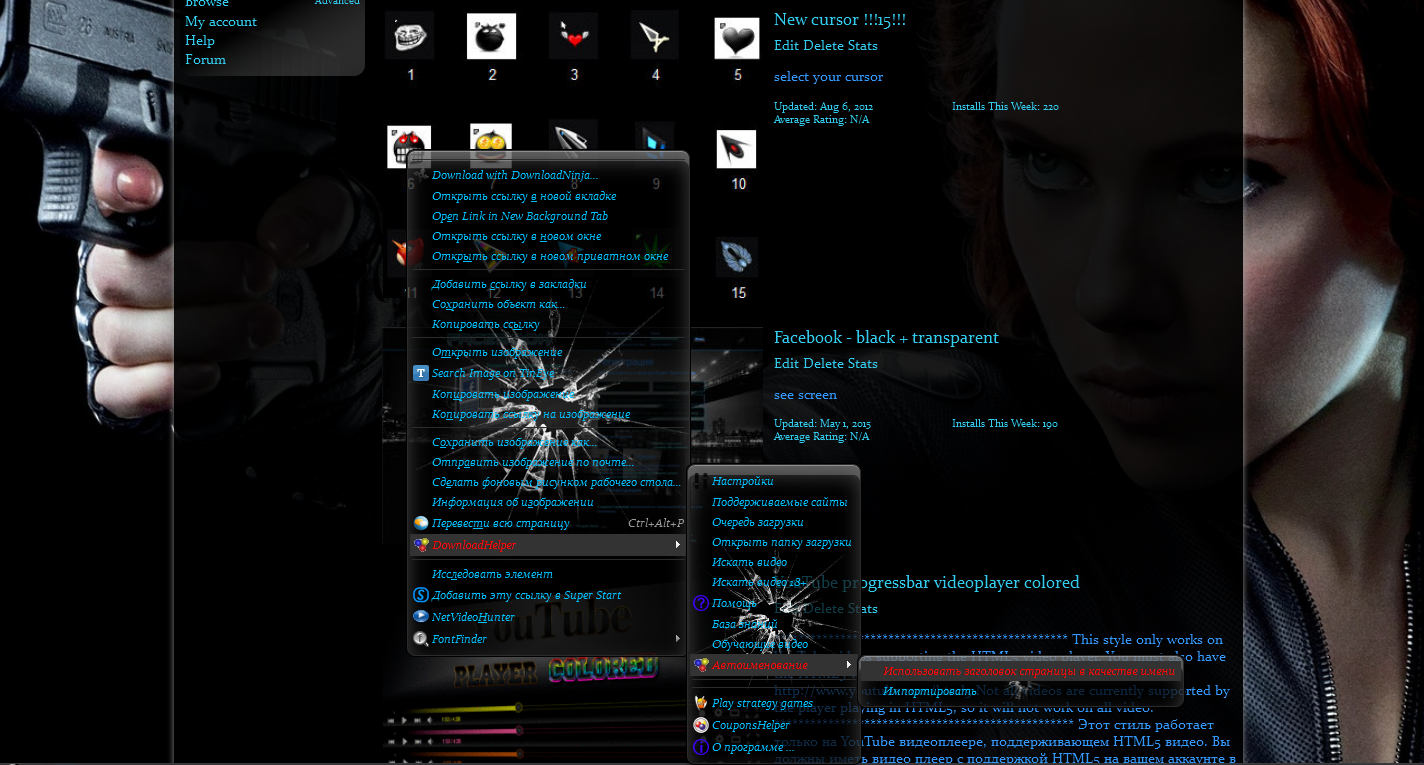 Browse
Advanced
My account
Help
Forum
26
1
2
3
4
5
7
8
9
10
11
12
13
14
15
New cursor !!!15!!!
Edit Delete Stats
select your cursor
Updated: Aug 6, 2012
Installs This Week: 220
Average Rating: N/A
Facebook - black + transparent
Edit Delete Stats
see screen
Updated: May 1, 2015
Installs This Week: 190
Average Rating: N/A
Tube progressbar videoplayer colored
Delete Stats
This style only works on
supporting the HTML5 video player. You must also have
http://www.you
Not all videos are currently supported by
player playing in HTML5, so it will not work on all video.
Этот стиль работает
только на YouTube видеоплеере, поддерживающем HTML5 видео. Вы
должны иметь видео плеер с поддержкой HTML5 на вашем аккаунте в
Download with DownloadNinja...
Открыть ссылку в новой вкладке
Open Link in New Background Tab
Открыть ссылку в новом окне
Открыть ссылку в новом приватном окне
Добавить ссылку в закладки
Сохранить объект как...
Копировать ссылку
Открыть изображение
Search Image on TinEye
Копировать изображение
Копировать ссылку на изображение
Сохранить изображение как...
Отправить изображение по почте...
Сделать фоновым рисунком рабочего стола...
Информация об изображении
Перевести всю страницу
Ctrl+Alt+P
DownloadHelper
Исследовать элемент
Добавить эту ссылку в Super Start
NetVideoHunter
FontFinder
Настройки
Поддерживаемые сайты
Очередь загрузки
Открыть папку загрузки
Искать видео
Искать видео 18+
Помощь
База знаний
Обучающее видео
Автоименование
Play strategy games
CouponsHelper
О программе ...
Использовать заголовок страницы в качестве имени
Импортировать
ouTube
PLAYER COLORED